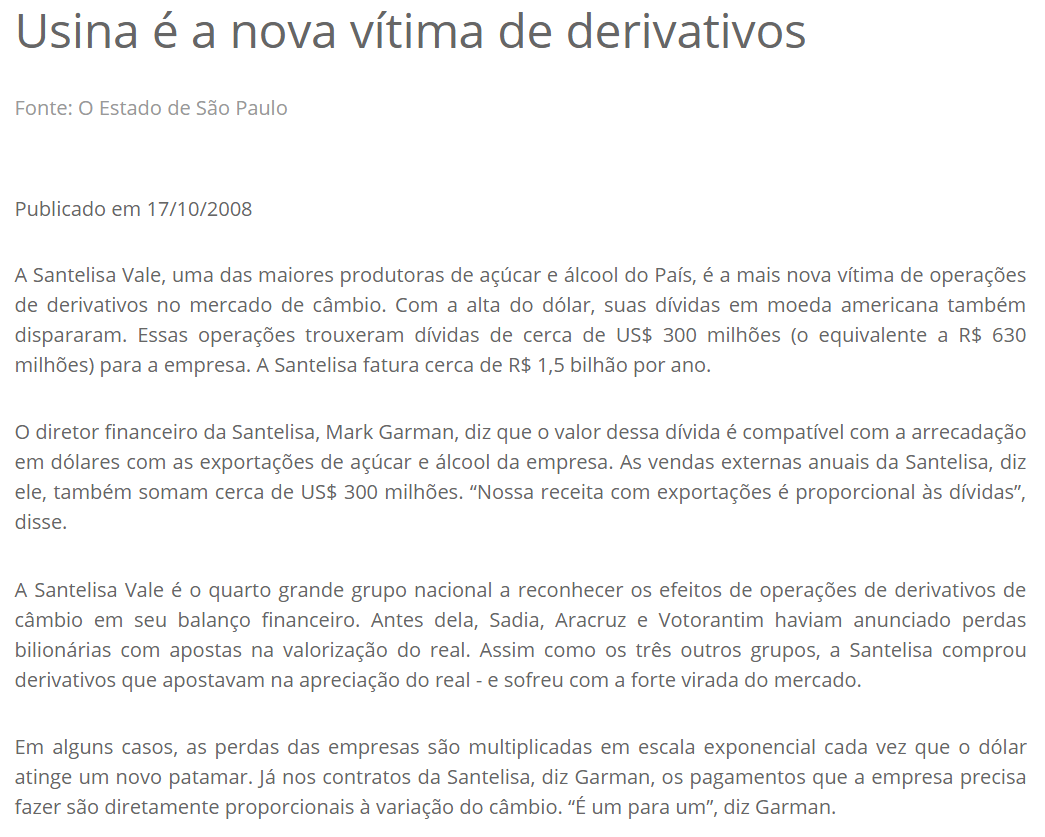 Usina é a nova vítima de derivativos
Fonte: O Estado de São Paulo
Publicado em 17/10/2008
A Santelisa Vale, uma das maiores produtoras de açúcar e álcool do País, é a mais nova vítima de operações
de derivativos no mercado de câmbio. Com a alta do dólar, suas dívidas em moeda americana também
dispararam. Essas operações trouxeram dívidas de cerca de US$ 300 milhões (o equivalente a R$ 630
milhões) para a empresa. A Santelisa fatura cerca de R$ 1,5 bilhão por ano.
O diretor financeiro da Santelisa, Mark Garman, diz que o valor dessa dívida é compatível com a arrecadação
em dólares com as exportações de açúcar e álcool da empresa. As vendas externas anuais da Santelisa, diz
ele, também somam cerca de US$ 300 milhões. “Nossa receita com exportações é proporcional às dívidas”,
disse.
A Santelisa Vale é o quarto grande grupo nacional a reconhecer os efeitos de operações de derivativos de
câmbio em seu balanço financeiro. Antes dela, Sadia, Aracruz e Votorantim haviam anunciado perdas
bilionárias com apostas na valorização do real. Assim como os três outros grupos, a Santelisa comprou
derivativos que apostavam na apreciação do real - e sofreu com a forte virada do mercado.
Em alguns casos, as perdas das empresas são multiplicadas em escala exponencial cada vez que o dólar
atinge um novo patamar. Já nos contratos da Santelisa, diz Garman, os pagamentos que a empresa precisa
fazer são diretamente proporcionais à variação do câmbio. “É um para um”, diz Garman.